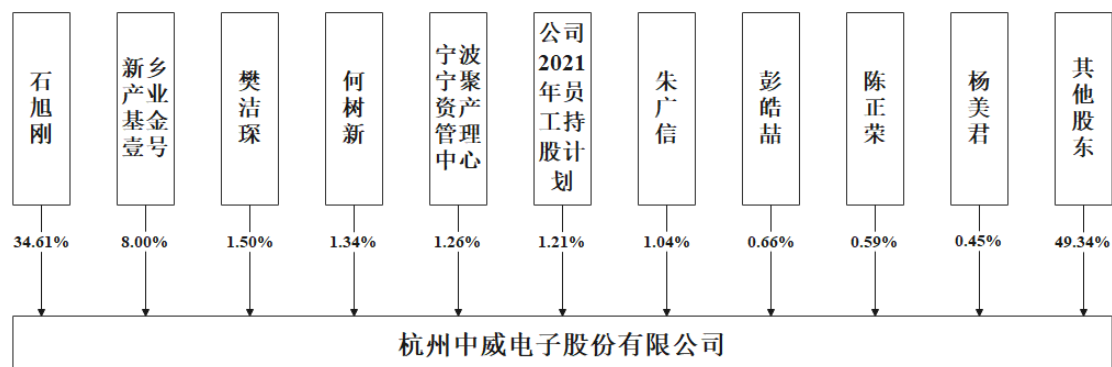 石旭刚
新乡产业基金壹号
樊洁琛
何树新
宁波宁聚资产管理中心
公司2021年员工持股计划
朱广信
彭皓喆
陈正荣
杨美君
其他股东
34.61%
8.00%
1.50%
1.34%
1.26%
1.21%
1.04%
0.66%
0.59%
0.45%
49.34%
杭州中威电子股份有限公司